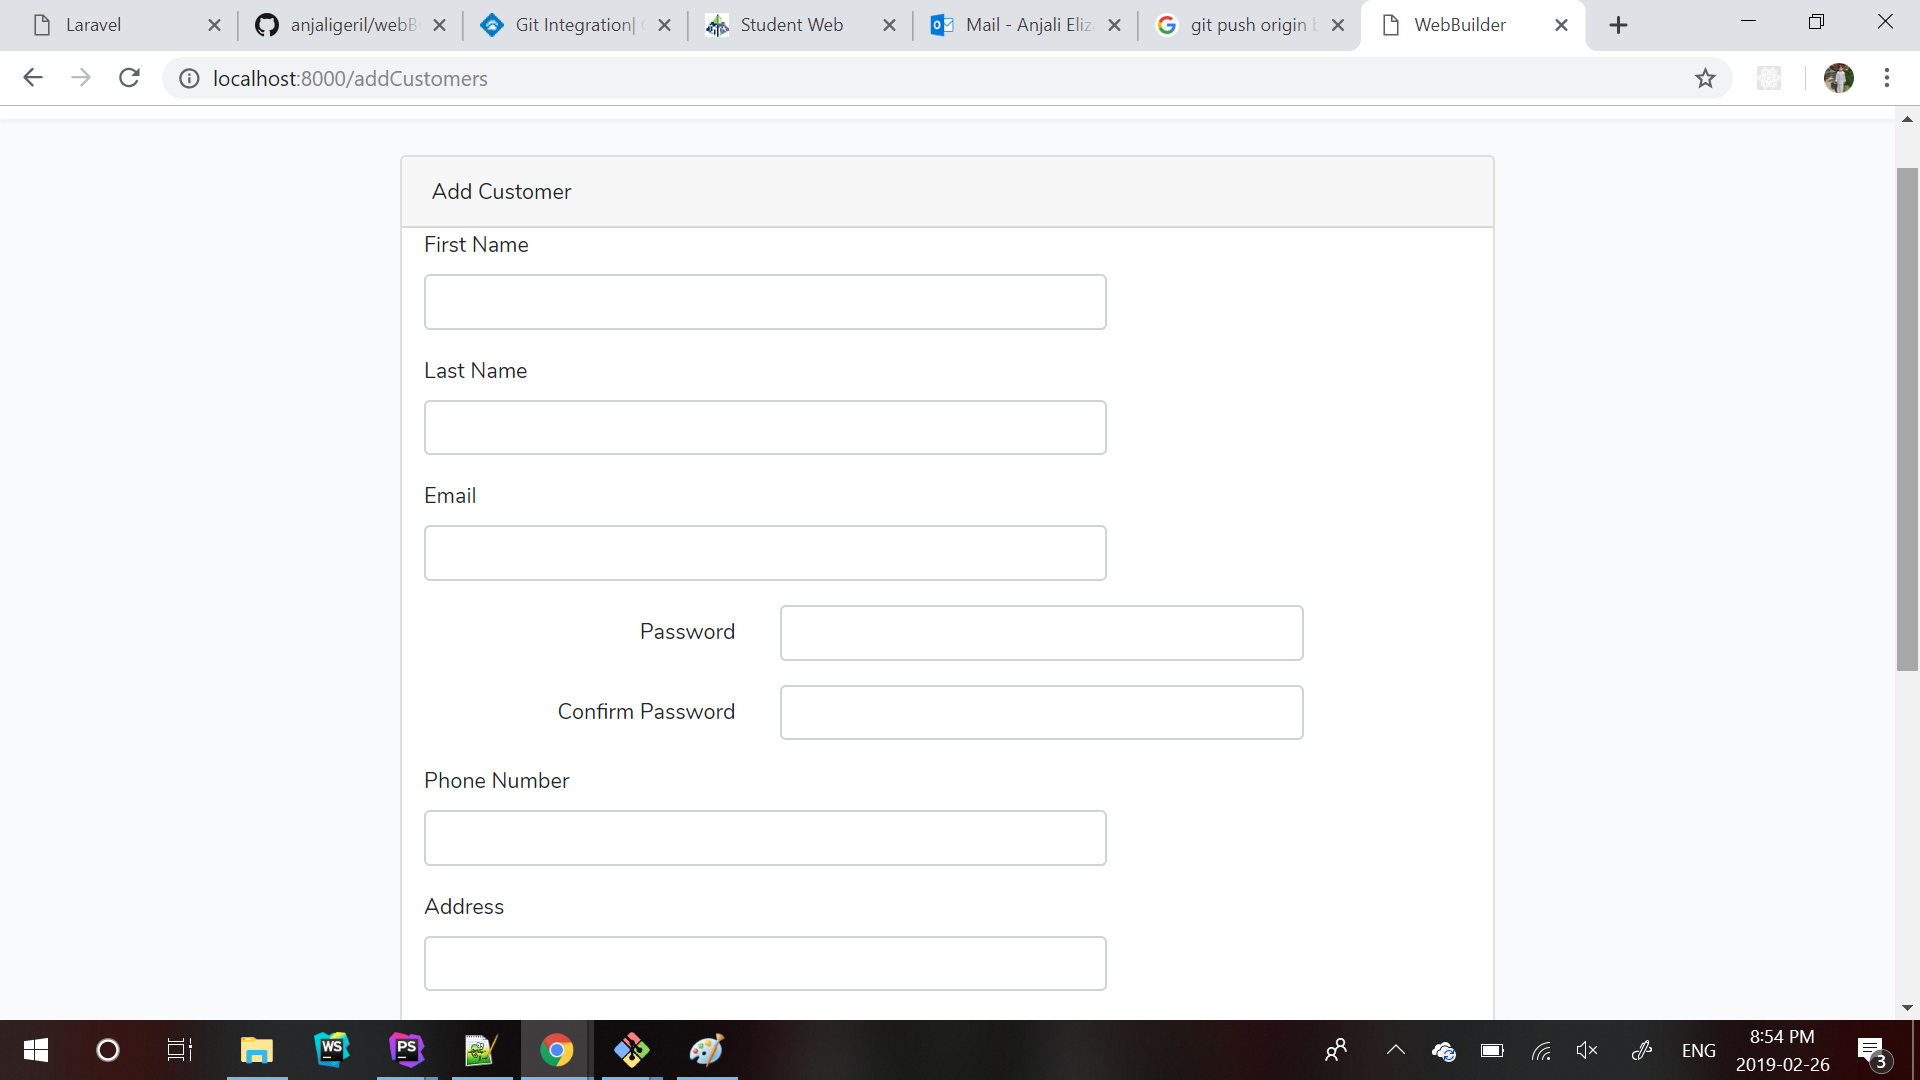 Laravel
anjaligeril/webB
Git Integration|
Student Web
Mail - Anjali Eliz
git push origin
WebBuilder
localhost:8000/addCustomers
Add Customer
First Name
Last Name
Email
Password
Confirm Password
Phone Number
Address
WS
PS
ENG
8:54 PM
2019-02-26
3